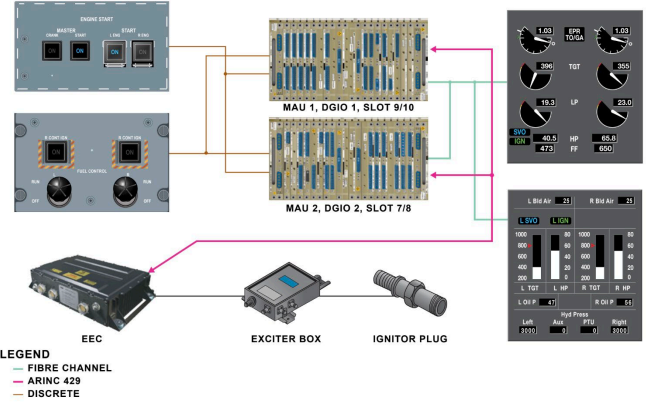 ENGINE START
MASTER
START
CRANK
START
L ENG
R ENG
ON
ON
ON
ON
R CONT IGN
R CONT IGN
ON
ON
FUEL CONTROL
RUN
RUN
OFF
OFF
MAU 1, DGIO 1, SLOT 9/10
MAU 2, DGIO 2, SLOT 7/8
1.03
EPR
TO/GA
1.03
396
TGT
355
19.3
LP
23.0
SVO
IGN
40.5
HP
65.8
473
FF
650
L Bld Air 25
R Bld Air 25
L SVO
L IGN
1000 80 1000 80
800 60 800 60
600 40 600 40
400 20 400 20
200 0 200 0
L TGT L HP R TGT R HP
L Oil P 47
R Oil P 56
Hyd Press
Left Aux PTU Right
3000 0 0 3000
EEC
EXCITER BOX
IGNITOR PLUG
LEGEND
FIBRE CHANNEL
ARINC 429
DISCRETE